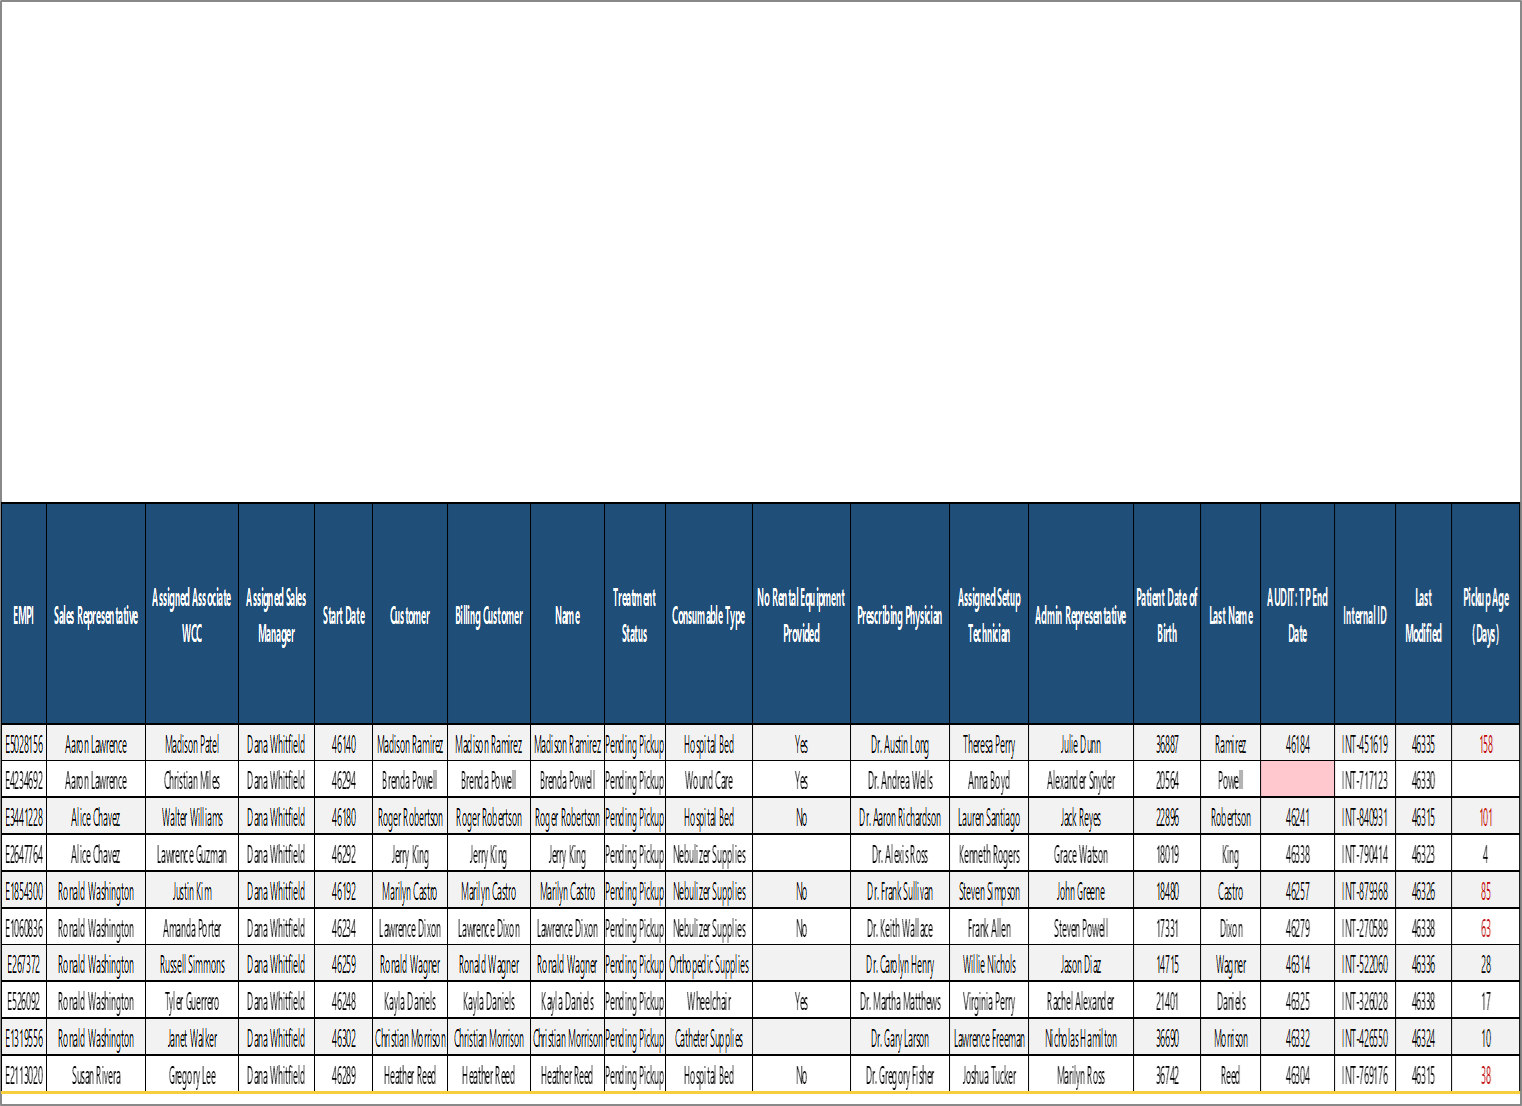 EMPI Sales Representative Assigned Associate WCC Assigned Sales Manager Start Date Customer Billing Customer Name Treatment Status Consumable Type No Rental Equipment Provided Prescribing Physician Assigned Setup Technician Admin Representative Patient Date of Birth Last Name AUDIT: TP End Date Internal ID Last Modified Pickup Age (Days)
E5028156 Aaron Lawrence Madison Patel Dana Whitfield 46140 Madison Ramirez Madison Ramirez Madison Ramirez Pending Pickup Hospital Bed Yes Dr. Austin Long Theresa Perry Julie Dunn 36887 Ramirez 46184 INT-451619 46335 158
E4234692 Aaron Lawrence Christian Miles Dana Whitfield 46294 Brenda Powell Brenda Powell Brenda Powell Pending Pickup Wound Care Yes Dr. Andrea Wells Anna Boyd Alexander Snyder 20564 Powell INT-717123 46330
E3441228 Alice Chavez Walter Williams Dana Whitfield 46180 Roger Robertson Roger Robertson Roger Robertson Pending Pickup Hospital Bed No Dr. Aaron Richardson Lauren Santiago Jack Reyes 22896 Robertson 46241 INT-840931 46315 101
E2647764 Alice Chavez Lawrence Guzman Dana Whitfield 46292 Jerry King Jerry King Jerry King Pending Pickup Nebulizer Supplies Dr. Alexis Ross Kenneth Rogers Grace Watson 18019 King 46338 INT-790414 46323 4
E1854300 Ronald Washington Justin Kim Dana Whitfield 46192 Marilyn Castro Marilyn Castro Marilyn Castro Pending Pickup Nebulizer Supplies No Dr. Frank Sullivan Steven Simpson John Greene 18480 Castro 46257 INT-879368 46326 85
E1060836 Ronald Washington Amanda Porter Dana Whitfield 46234 Lawrence Dixon Lawrence Dixon Lawrence Dixon Pending Pickup Nebulizer Supplies No Dr. Keith Wallace Frank Allen Steven Powell 17331 Dixon 46279 INT-270589 46338 63
E267372 Ronald Washington Russell Simmons Dana Whitfield 46259 Ronald Wagner Ronald Wagner Ronald Wagner Pending Pickup Orthopedic Supplies Dr. Carolyn Henry Willie Nichols Jason Diaz 14715 Wagner 46314 INT-522060 46336 28
E526092 Ronald Washington Tyler Guerrero Dana Whitfield 46248 Kayla Daniels Kayla Daniels Kayla Daniels Pending Pickup Wheelchair Yes Dr. Martha Matthews Virginia Perry Rachel Alexander 21401 Daniels 46325 INT-326028 46338 17
E1319556 Ronald Washington Janet Walker Dana Whitfield 46302 Christian Morrison Christian Morrison Christian Morrison Pending Pickup Catheter Supplies Dr. Gary Larson Lawrence Freeman Nicholas Hamilton 36690 Morrison 46332 INT-426550 46324 10
E2113020 Susan Rivera Gregory Lee Dana Whitfield 46289 Heather Reed Heather Reed Heather Reed Pending Pickup Hospital Bed No Dr. Gregory Fisher Joshua Tucker Marilyn Ross 36742 Reed 46304 INT-769176 46315 38